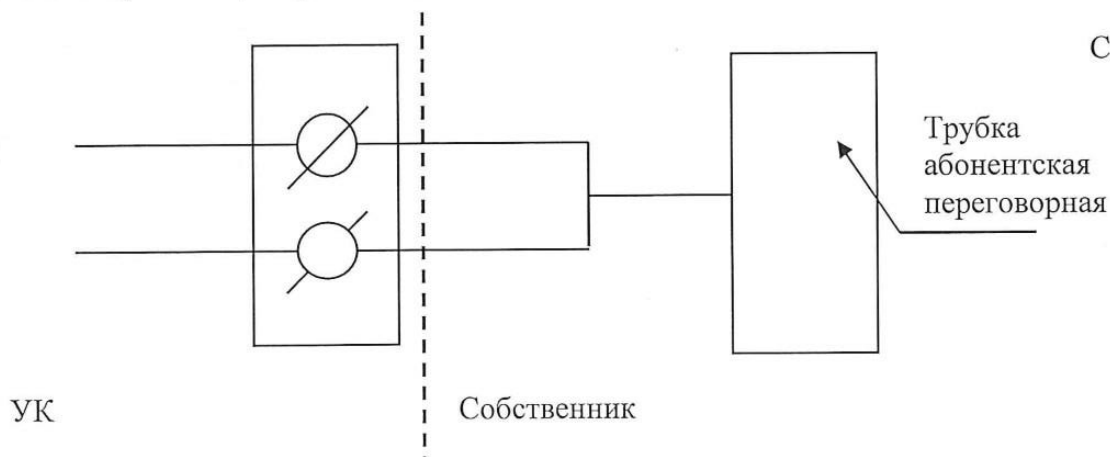 С
Трубка
абонентская
переговорная
УК
Собственник